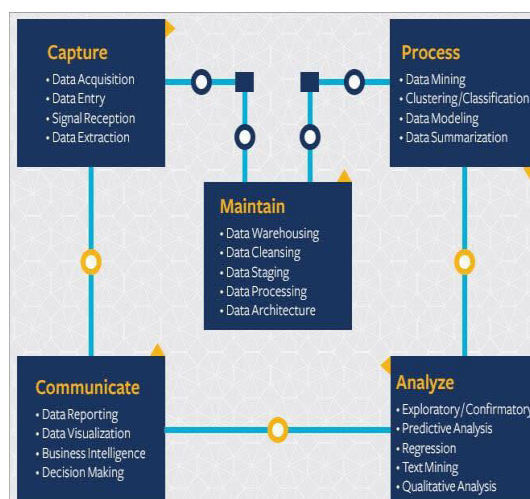 Capture
• Data Acquisition
• Data Entry
• Signal Reception
• Data Extraction
Process
• Data Mining
• Clustering/Classification
• Data Modeling
• Data Summarization
Maintain
• Data Warehousing
• Data Cleansing
• Data Staging
• Data Processing
• Data Architecture
Communicate
• Data Reporting
• Data Visualization
• Business Intelligence
• Decision Making
Analyze
• Exploratory/Confirmatory
• Predictive Analysis
• Regression
• Text Mining
• Qualitative Analysis